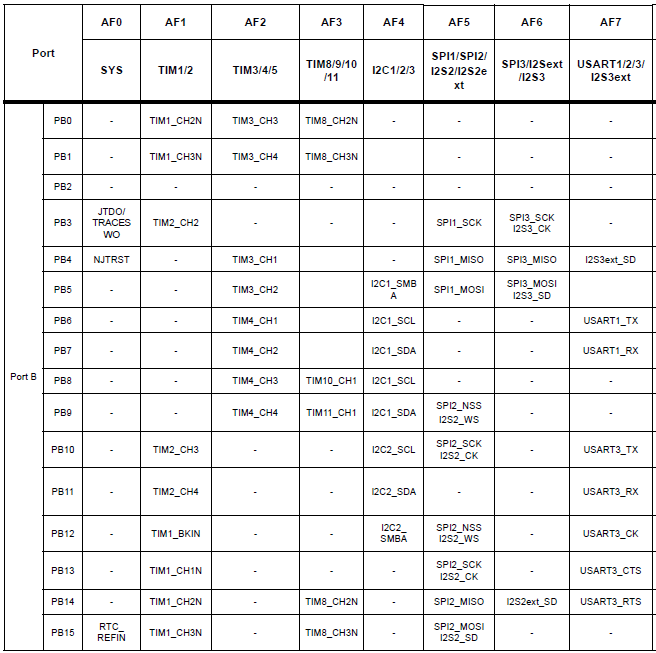 Port AF0 AF1 AF2 AF3 AF4 AF5 AF6 AF7
SYS TIM1/2 TIM3/4/5 TIM8/9/10/11 I2C1/2/3 SPI1/SPI2/I2S2/I2S2ext SPI3/I2Sext/I2S3 USART1/2/3/I2S3ext
Port B
PB0 - TIM1_CH2N TIM3_CH3 TIM8_CH2N - - - -
PB1 - TIM1_CH3N TIM3_CH4 TIM8_CH3N - - -
PB2 - - - - - - - -
PB3 JTDO/TRACESWO TIM2_CH2 - - - SPI1_SCK SPI3_SCK I2S3_CK -
PB4 NJTRST - TIM3_CH1 - SPI1_MISO SPI3_MISO I2S3ext_SD
PB5 - - TIM3_CH2 I2C1_SMBA SPI1_MOSI SPI3_MOSI I2S3_SD
PB6 - - TIM4_CH1 I2C1_SCL - - USART1_TX
PB7 - - TIM4_CH2 I2C1_SDA - - USART1_RX
PB8 - - TIM4_CH3 TIM10_CH1 I2C1_SCL - - -
PB9 - - TIM4_CH4 TIM11_CH1 I2C1_SDA SPI2_NSS I2S2_WS - -
PB10 - TIM2_CH3 - - I2C2_SCL SPI2_SCK I2S2_CK - USART3_TX
PB11 - TIM2_CH4 - - I2C2_SDA - - USART3_RX
PB12 - TIM1_BKIN - - I2C2_SMBA SPI2_NSS I2S2_WS - USART3_CK
PB13 - TIM1_CH1N - - - SPI2_SCK I2S2_CK - USART3_CTS
PB14 - TIM1_CH2N - TIM8_CH2N - SPI2_MISO I2S2ext_SD USART3_RTS
PB15 RTC_REFIN TIM1_CH3N - TIM8_CH3N - SPI2_MOSI I2S2_SD - -